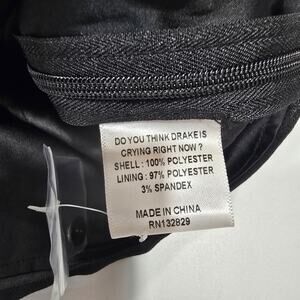 DO YOU THINK DRAKE IS
CRYING RIGHT NOW ?
SHELL : 100% POLYESTER
LINING : 97% POLYESTER
3% SPANDEX
MADE IN CHINA
RN132829